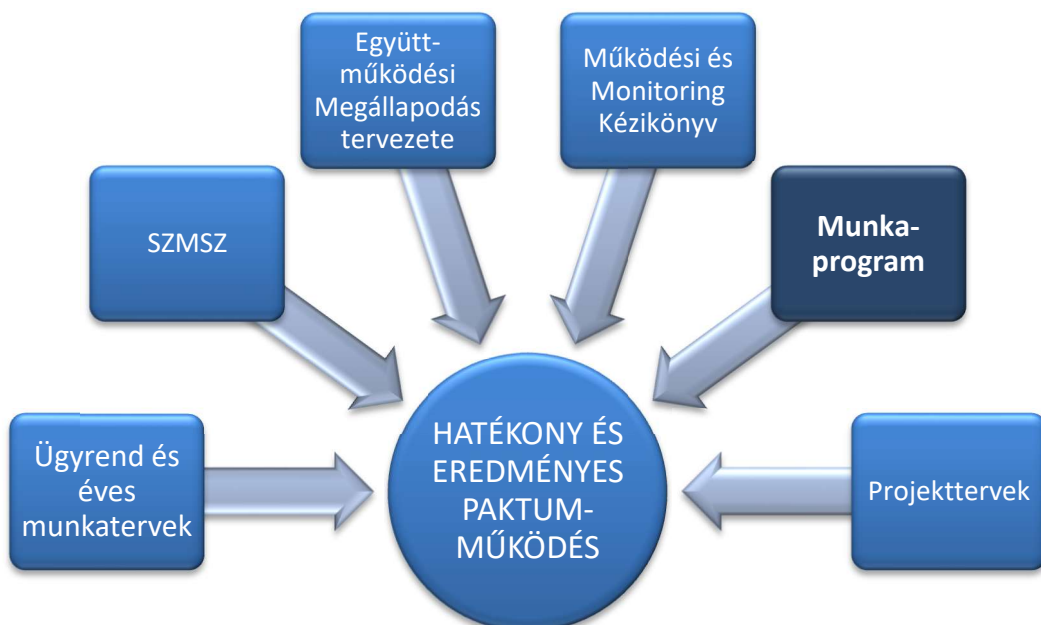 Együtt-
működési
Megállapodás
tervezete
Működési és
Monitoring
Kézikönyv
SZMSZ
Munka-
program
Ügyrend és
éves
munkatervek
HATÉKONY ÉS
EREDMÉNYES
PAKTUM-
MŰKÖDÉS
Projekttervek